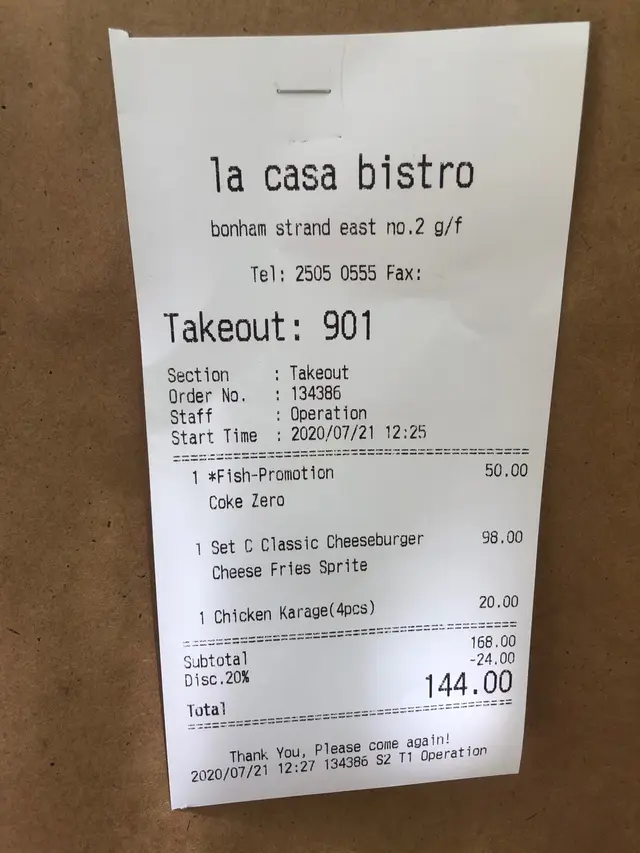 la casa bistro
bonham strand east no.2 g/f
Tel: 2505 0555 Fax:
Takeout: 901
Section : Takeout
Order No. : 134386
Staff : Operation
Start Time : 2020/07/21 12:25
1 *Fish-Promotion 50.00
Coke Zero
1 Set C Classic Cheeseburger 98.00
Cheese Fries Sprite
1 Chicken Karage(4pcs) 20.00
Subtotal 168.00
Disc.20% -24.00
Total 144.00
Thank You, Please come again!
2020/07/21 12:27 134386 S2 T1 Operation